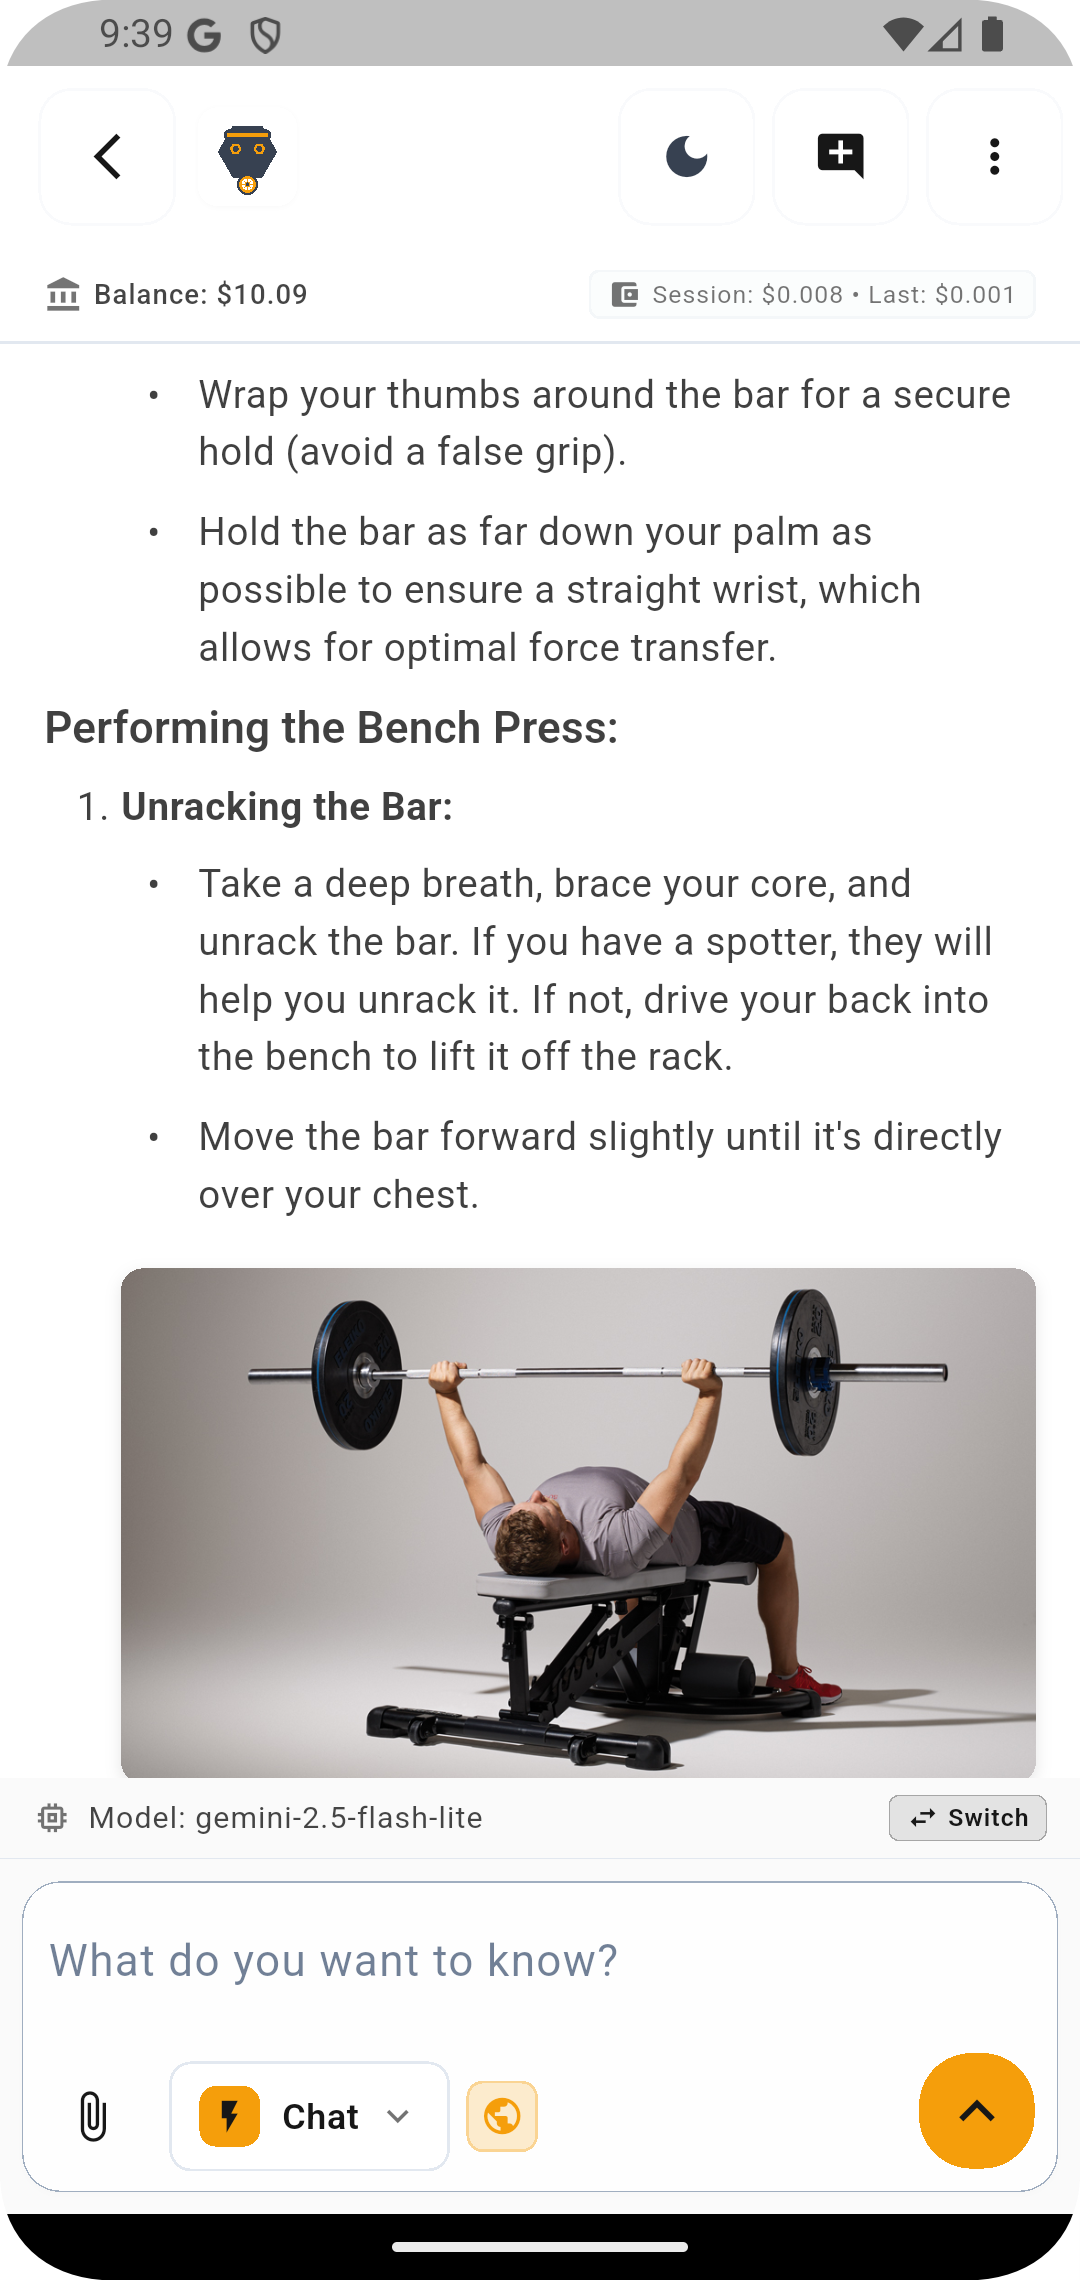 9:39
Balance: $10.09
Session: $0.008 • Last: $0.001
• Wrap your thumbs around the bar for a secure
hold (avoid a false grip).
• Hold the bar as far down your palm as
possible to ensure a straight wrist, which
allows for optimal force transfer.
Performing the Bench Press:
1. Unracking the Bar:
• Take a deep breath, brace your core, and
unrack the bar. If you have a spotter, they will
help you unrack it. If not, drive your back into
the bench to lift it off the rack.
• Move the bar forward slightly until it's directly
over your chest.
Model: gemini-2.5-flash-lite
Switch
What do you want to know?
Chat